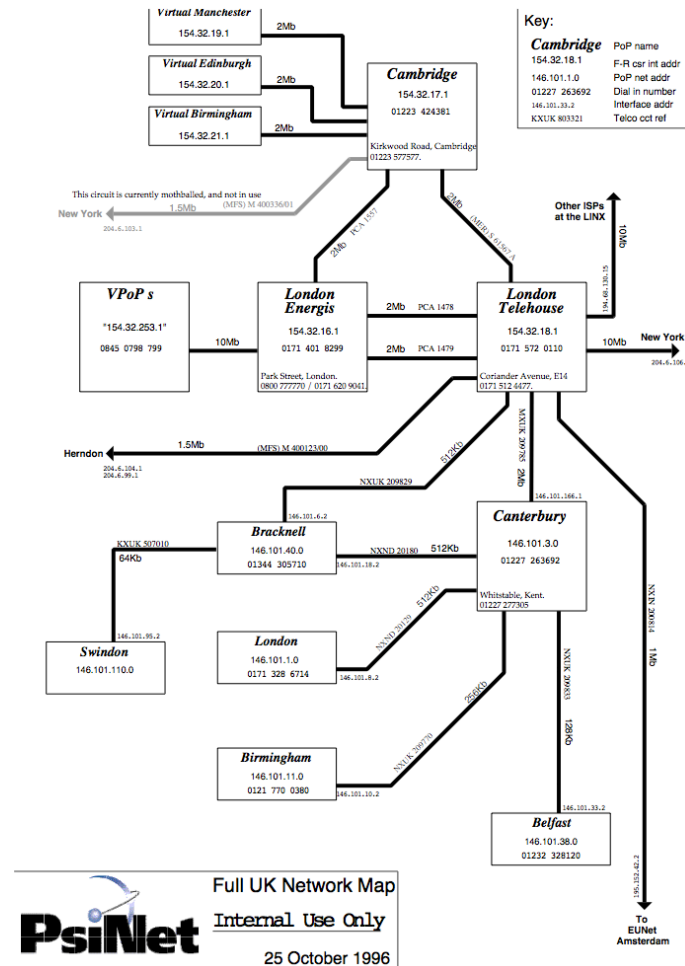 Virtual Manchester
154.32.19.1
2Mb
Virtual Edinburgh
154.32.20.1
2Mb
Virtual Birmingham
154.32.21.1
2Mb
Cambridge
154.32.17.1
01223 424381
Kirkwood Road, Cambridge
01223 577577.
Key:
Cambridge PoP name
154.32.18.1 F-R csr int addr
146.101.1.0 PoP net addr
01227 263692 Dial in number
146.101.33.2 Interface addr
KXUK 803321 Telco cct ref
This circuit is currently mothballed, and not in use
New York
1.5Mb
(MFS) M 400336/01
204.6.103.1
2Mb
PCA 1557
2Mb
(MFR) S 61567 A
Other ISPs
at the LINX
10Mb
194.68.130.15
VPoP s
"154.32.253.1"
0845 0798 799
10Mb
London
Energis
154.32.16.1
0171 401 8299
Park Street, London.
0800 777770 / 0171 620 9041.
2Mb
PCA 1478
2Mb
PCA 1479
London
Telehouse
154.32.18.1
0171 572 0110
Coriander Avenue, E14
0171 512 4477.
10Mb
New York
204.6.106.
Herndon
1.5Mb
(MFS) M 400123/00
204.6.104.1
204.6.99.1
512Kb
NXUK 209829
MXUK 209785
2Mb
146.101.166.1
146.101.6.2
Bracknell
146.101.40.0
01344 305710
146.101.18.2
NXND 20180
512Kb
Canterbury
146.101.3.0
01227 263692
Whitstable, Kent.
01227 277305
KXUK 507010
64Kb
146.101.95.2
Swindon
146.101.110.0
London
146.101.1.0
0171 328 6714
146.101.8.2
NXND 20129
512Kb
Birmingham
146.101.11.0
0121 770 0380
146.101.10.2
NXUK 209770
256Kb
NXUK 209833
128Kb
146.101.33.2
Belfast
146.101.38.0
01232 328120
NXIN 200814
1Mb
195.152.42.2
To
EUNet
Amsterdam
PsiNet
Full UK Network Map
Internal Use Only
25 October 1996